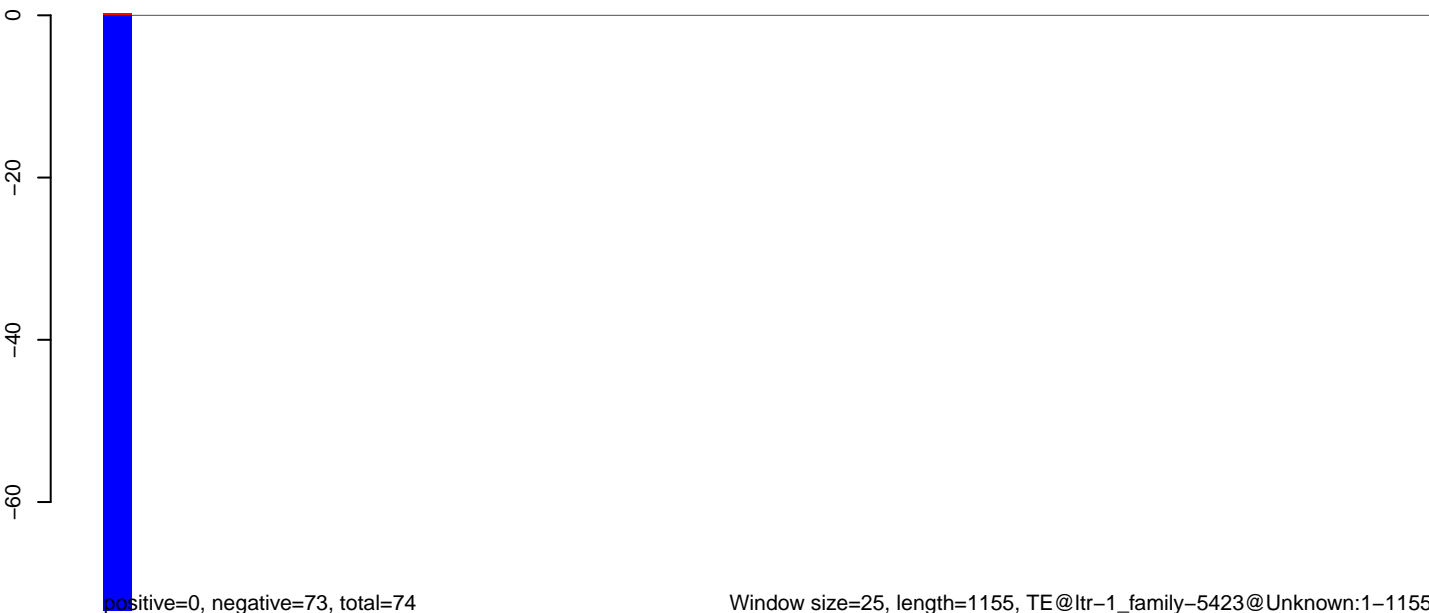 0
−20
−40
−60
positive=0, negative=73, total=74
Window size=25, length=1155, TE@ltr−1_family−5423@Unknown:1−1155